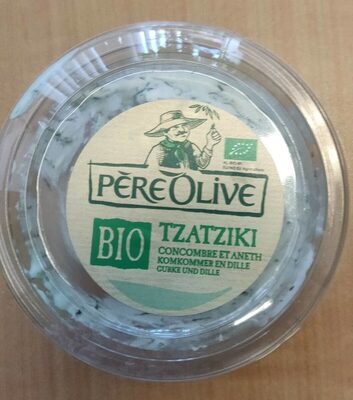 PÈRE OLIVE
BIO
TZATZIKI
CONCOMBRE ET ANETH
KOMKOMMER EN DILLE
GURKE UND DILLE